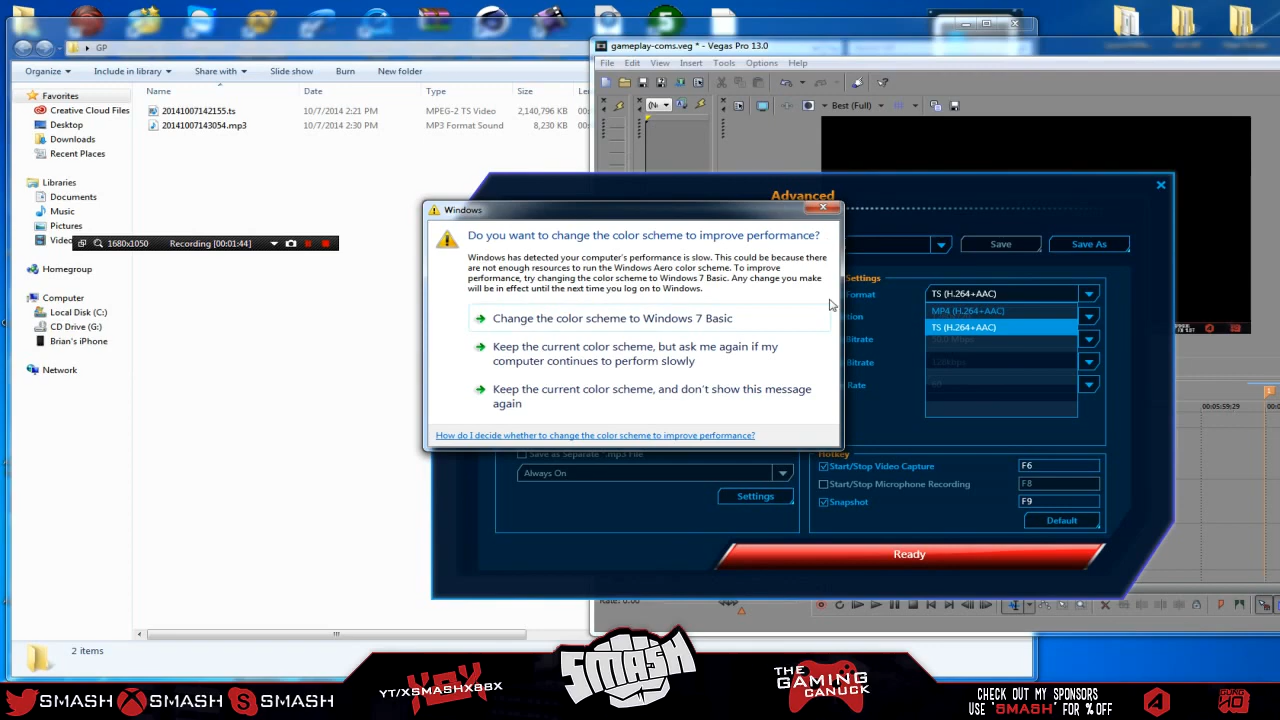 GP
Organize
Include in library
Share with
Slide show
Burn
New folder
Favorites
Creative Cloud Files
Desktop
Downloads
Recent Places
Libraries
Documents
Music
Pictures
Homegroup
Computer
Local Disk (C:)
CD Drive (G:)
Brian's iPhone
Network
Name
Date
Type
Size
20141007142155.ts
10/7/2014 2:21 PM
MPEG-2 TS Video
2,140,796 KB
20141007143054.mp3
10/7/2014 2:30 PM
MP3 Format Sound
8,230 KB
1680x1050
Recording [00:01:44]
gameplay-coms.veg * - Vegas Pro 13.0
File Edit View Insert Tools Options Help
Best (Full)
Advanced
Save
Save As
Settings
Format
TS (H.264+AAC)
MP4 (H.264+AAC)
TS (H.264+AAC)
Bitrate
Bitrate
Rate
Windows
Do you want to change the color scheme to improve performance?
Windows has detected your computer's performance is slow. This could be because there
are not enough resources to run the Windows Aero color scheme. To improve
performance, try changing the color scheme to Windows 7 Basic. Any change you make
will be in effect until the next time you log on to Windows.
Change the color scheme to Windows 7 Basic
Keep the current color scheme, but ask me again if my
computer continues to perform slowly
Keep the current color scheme, and don't show this message
again
How do I decide whether to change the color scheme to improve performance?
Save as Separate *.mp3 File
Always On
Settings
Hotkey
Start/Stop Video Capture
F6
Start/Stop Microphone Recording
F8
Snapshot
F9
Default
Ready
00:05:59:29
Rate: 0.00
2 items
SMASH
SMASH
SMASH
YT/XSMASHX88X
SMASH
THE
GAMING
CANUCK
CHECK OUT MY SPONSORS
USE "SMASH" FOR % OFF